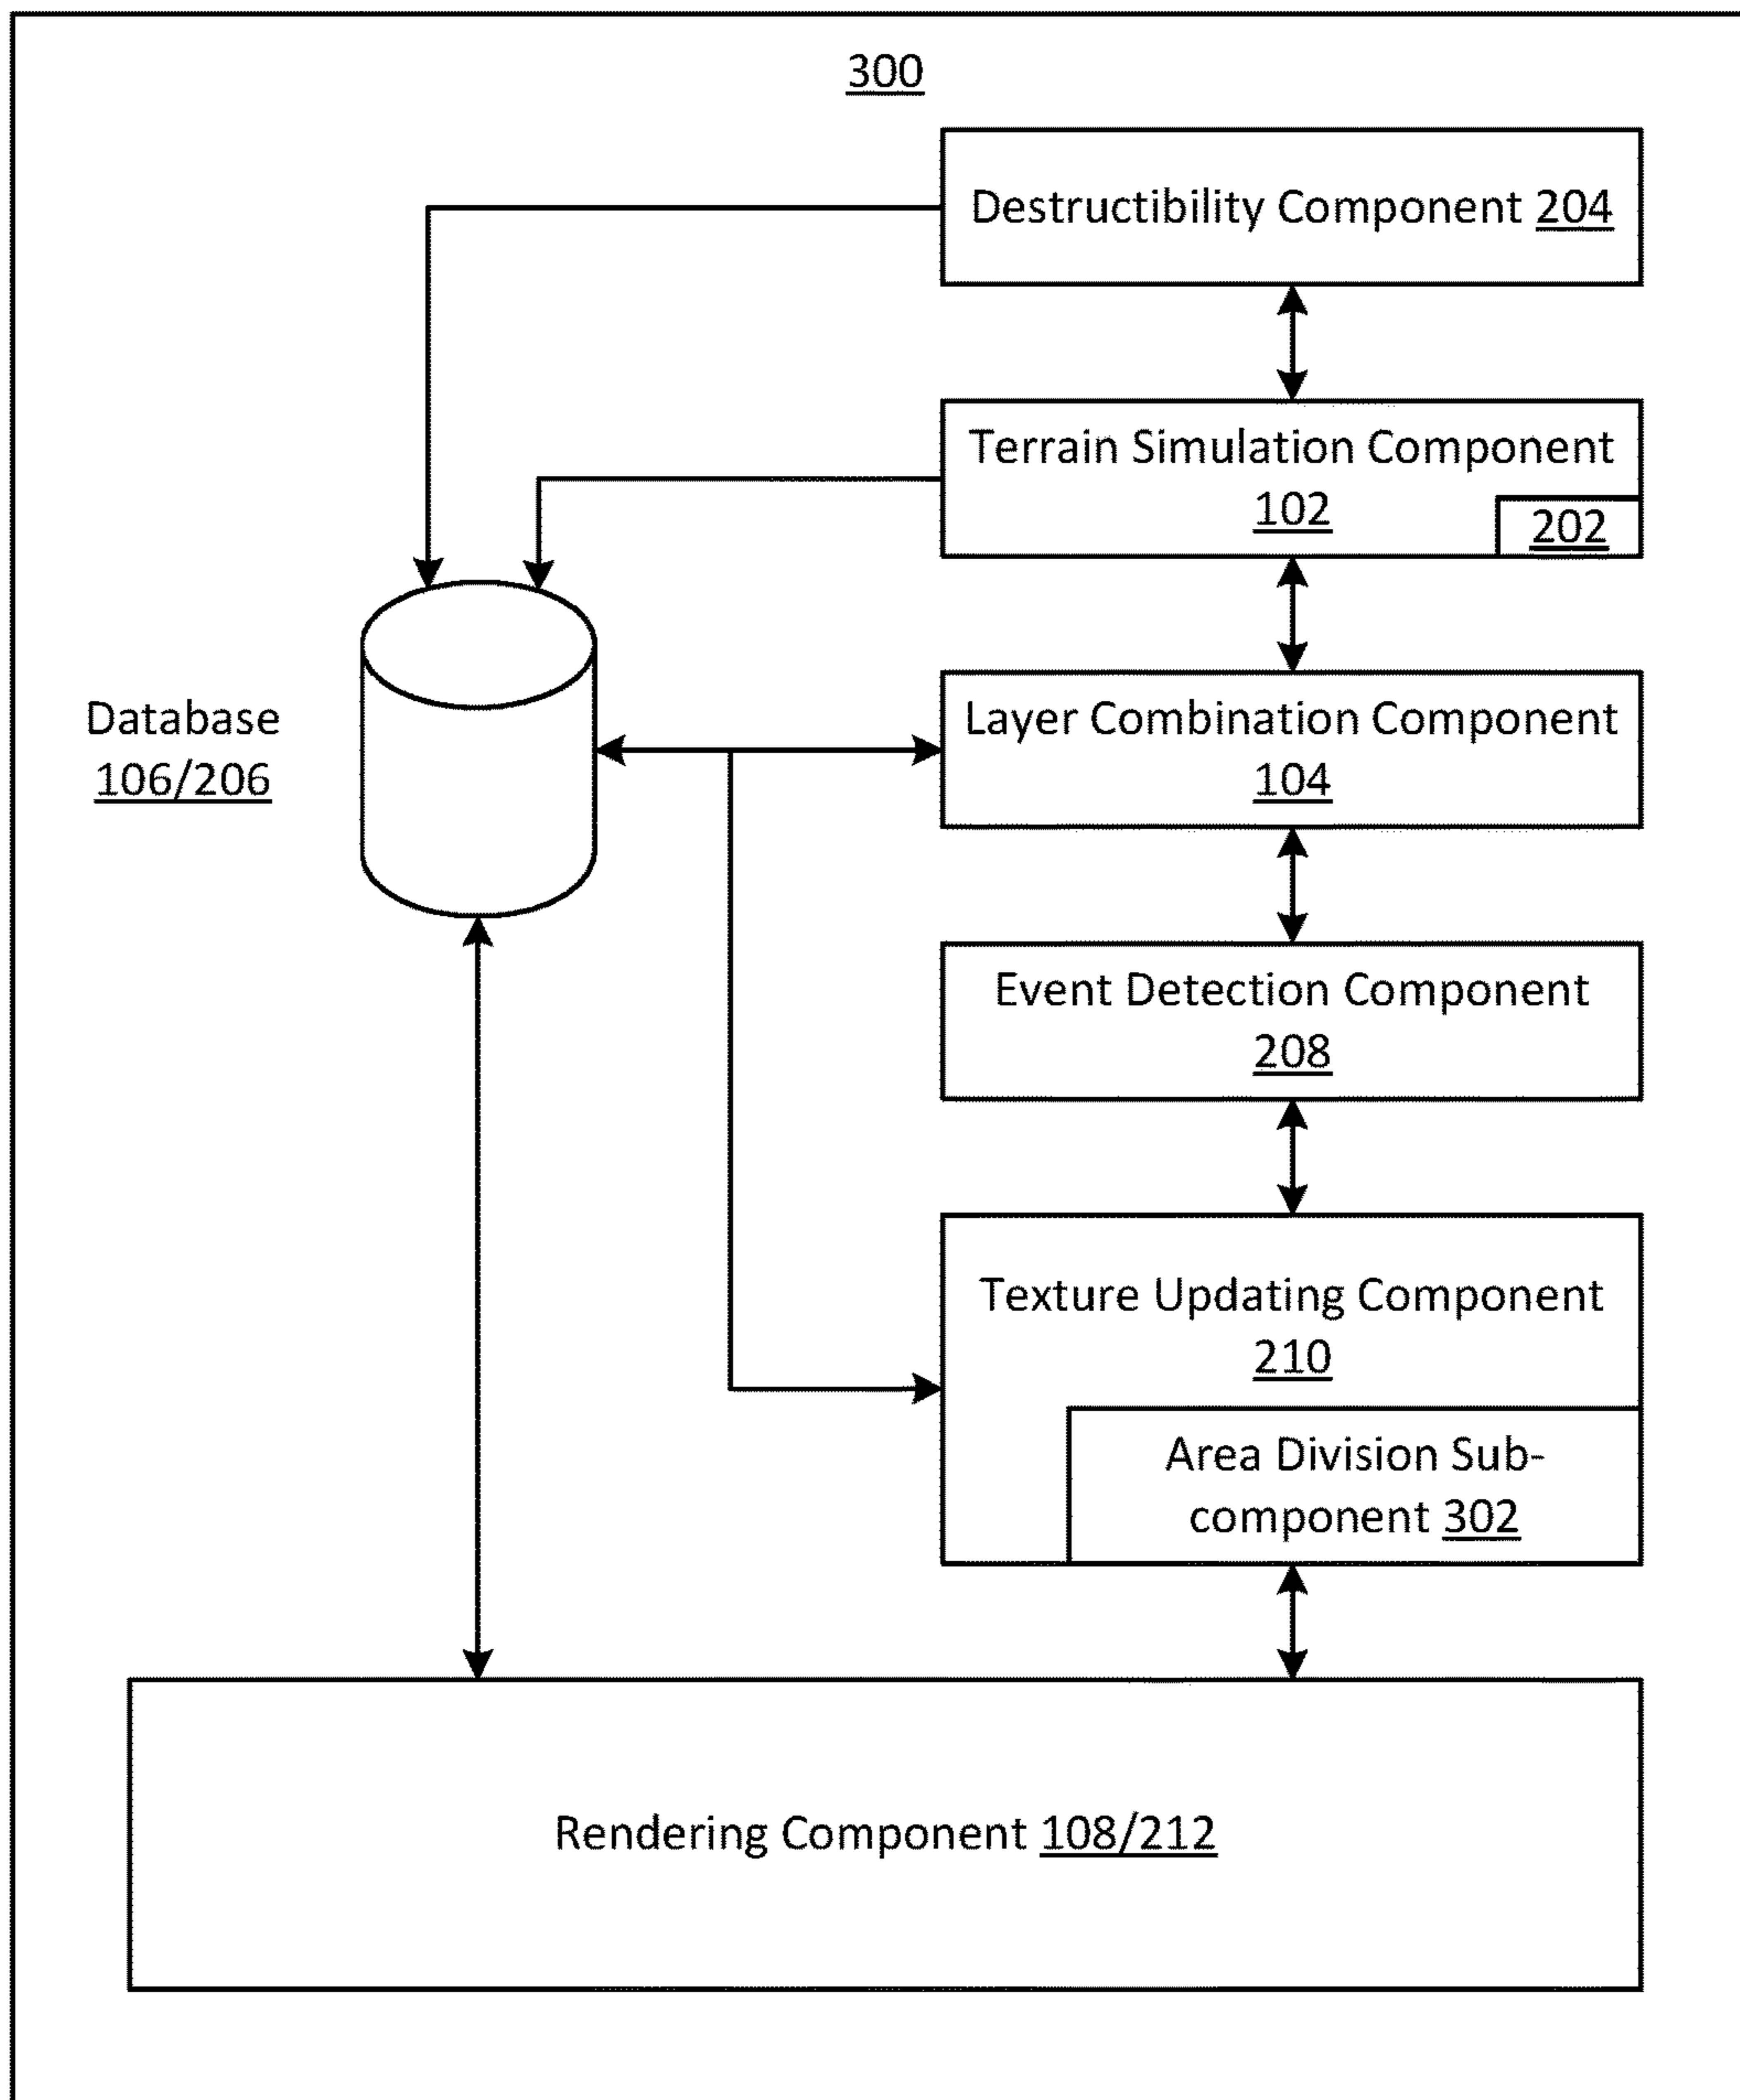 300
Destructibility Component 204
Terrain Simulation Component
102
202
Database
106/206
Layer Combination Component
104
Event Detection Component
208
Texture Updating Component
210
Area Division Sub-
component 302
Rendering Component 108/212